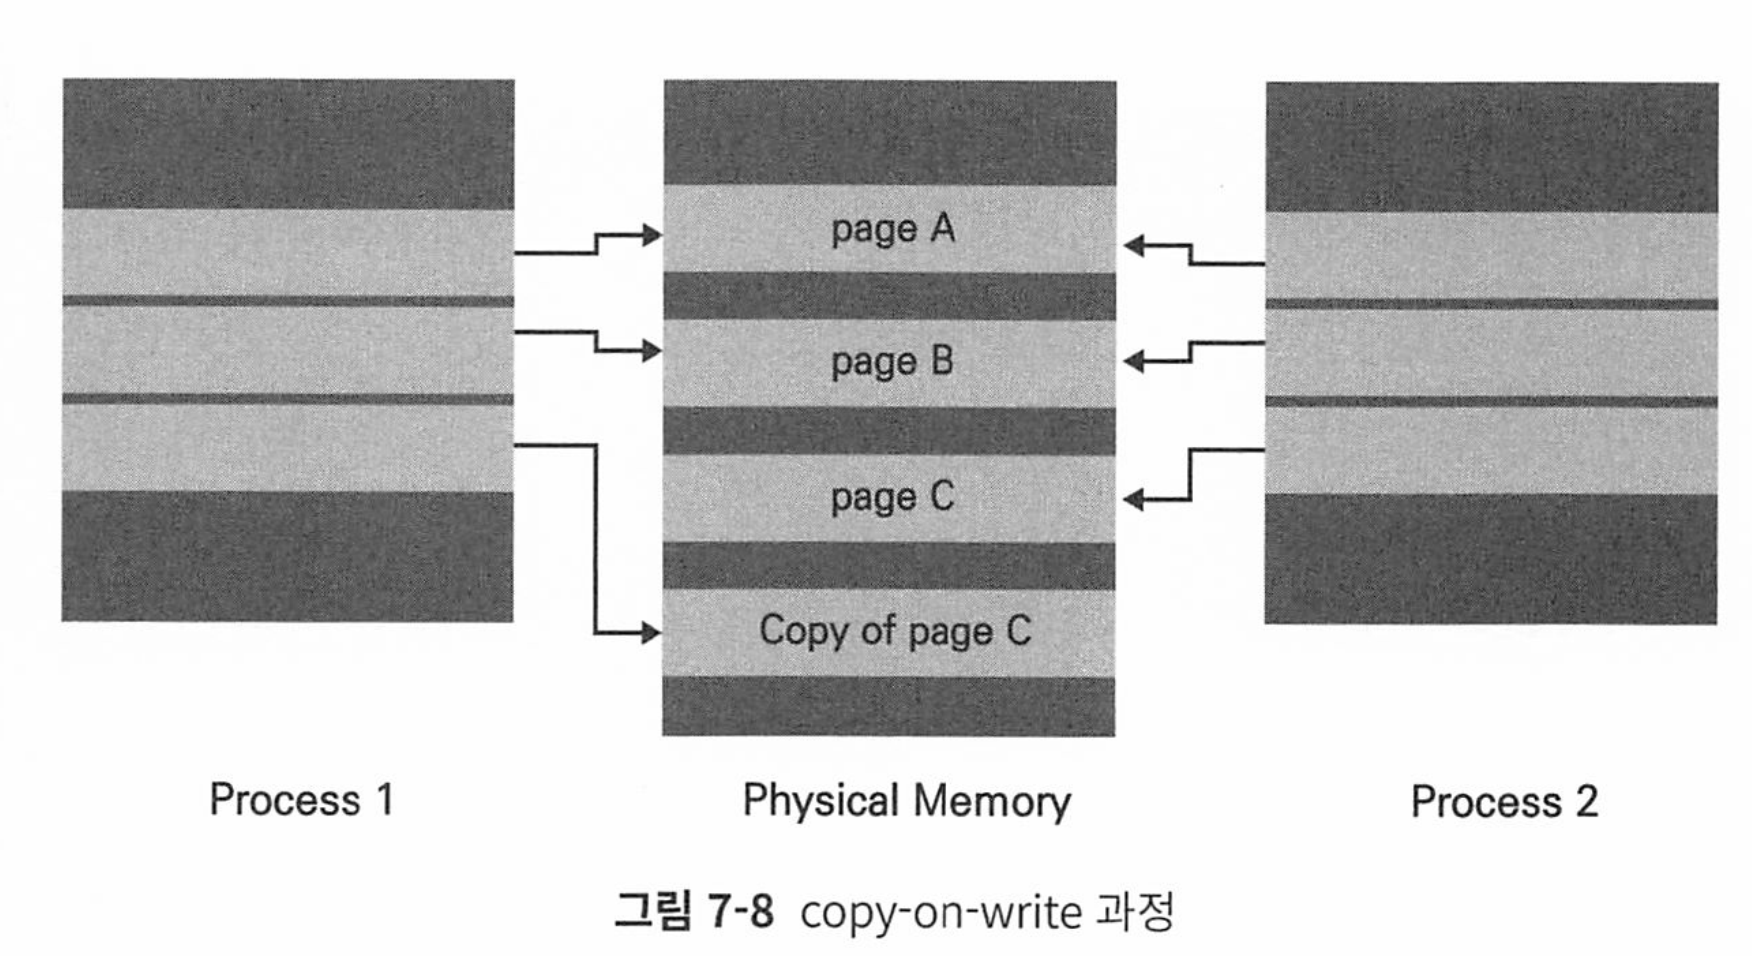 page A
page B
page C
Copy of page C
Process 1
Physical Memory
Process 2
그림 7-8 copy-on-write 과정